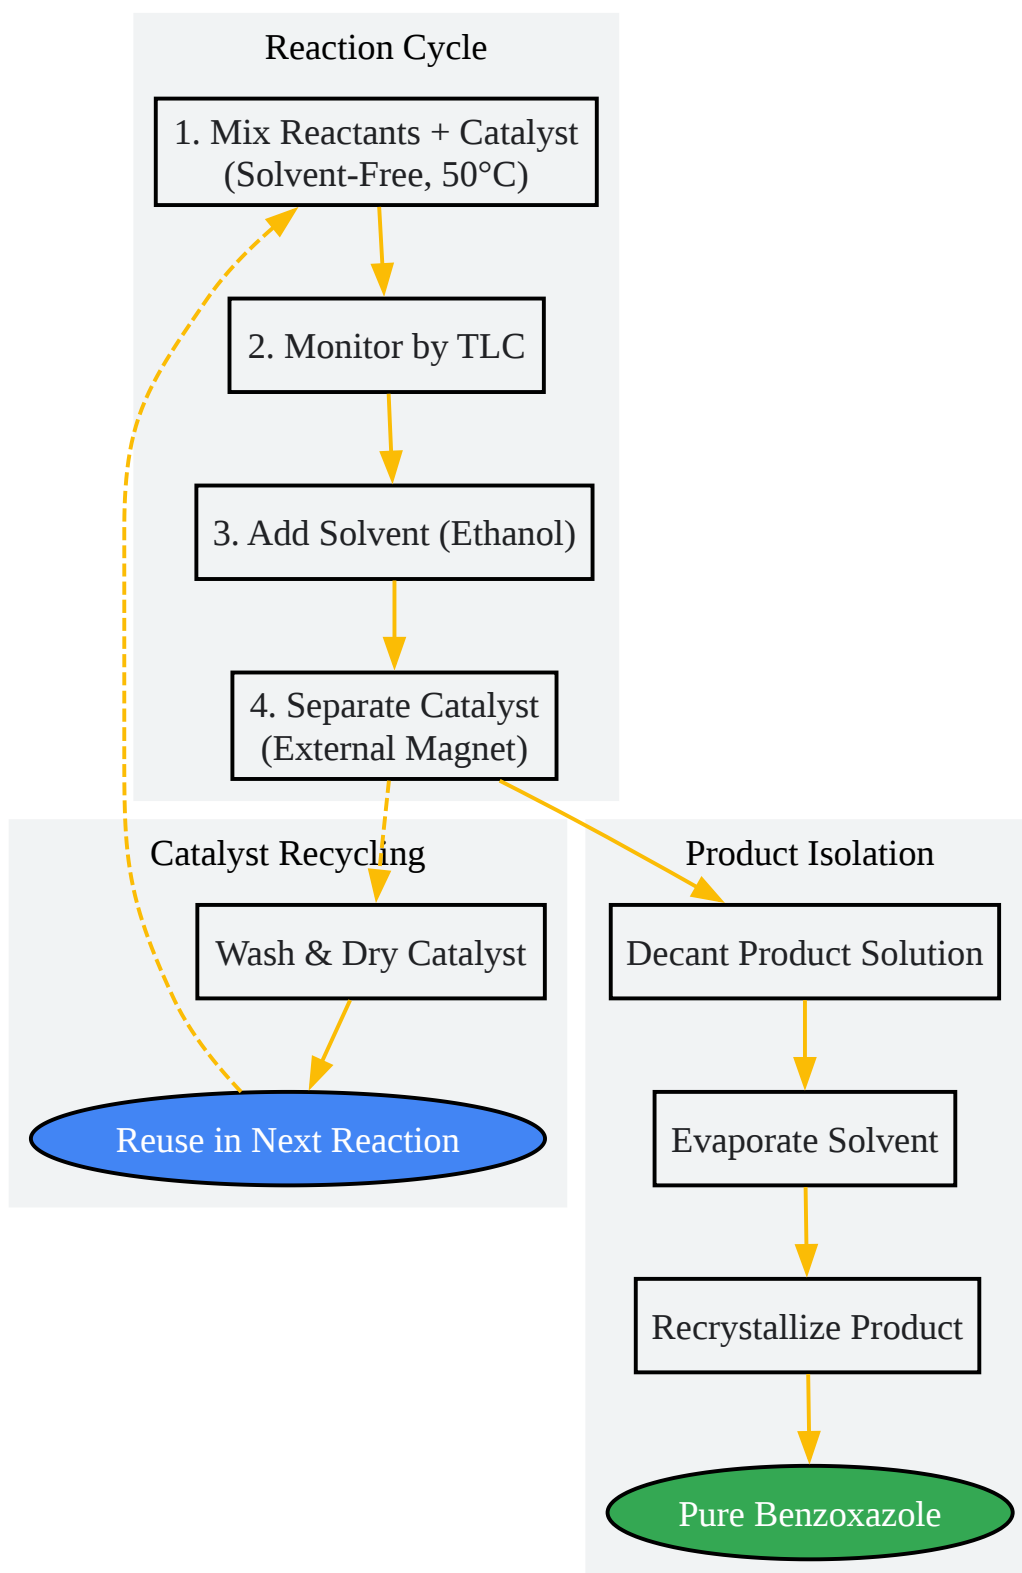 Reaction Cycle
1. Mix Reactants + Catalyst
(Solvent-Free, 50°C)
2. Monitor by TLC
3. Add Solvent (Ethanol)
4. Separate Catalyst
(External Magnet)
Catalyst Recycling
Wash & Dry Catalyst
Reuse in Next Reaction
Product Isolation
Decant Product Solution
Evaporate Solvent
Recrystallize Product
Pure Benzoxazole